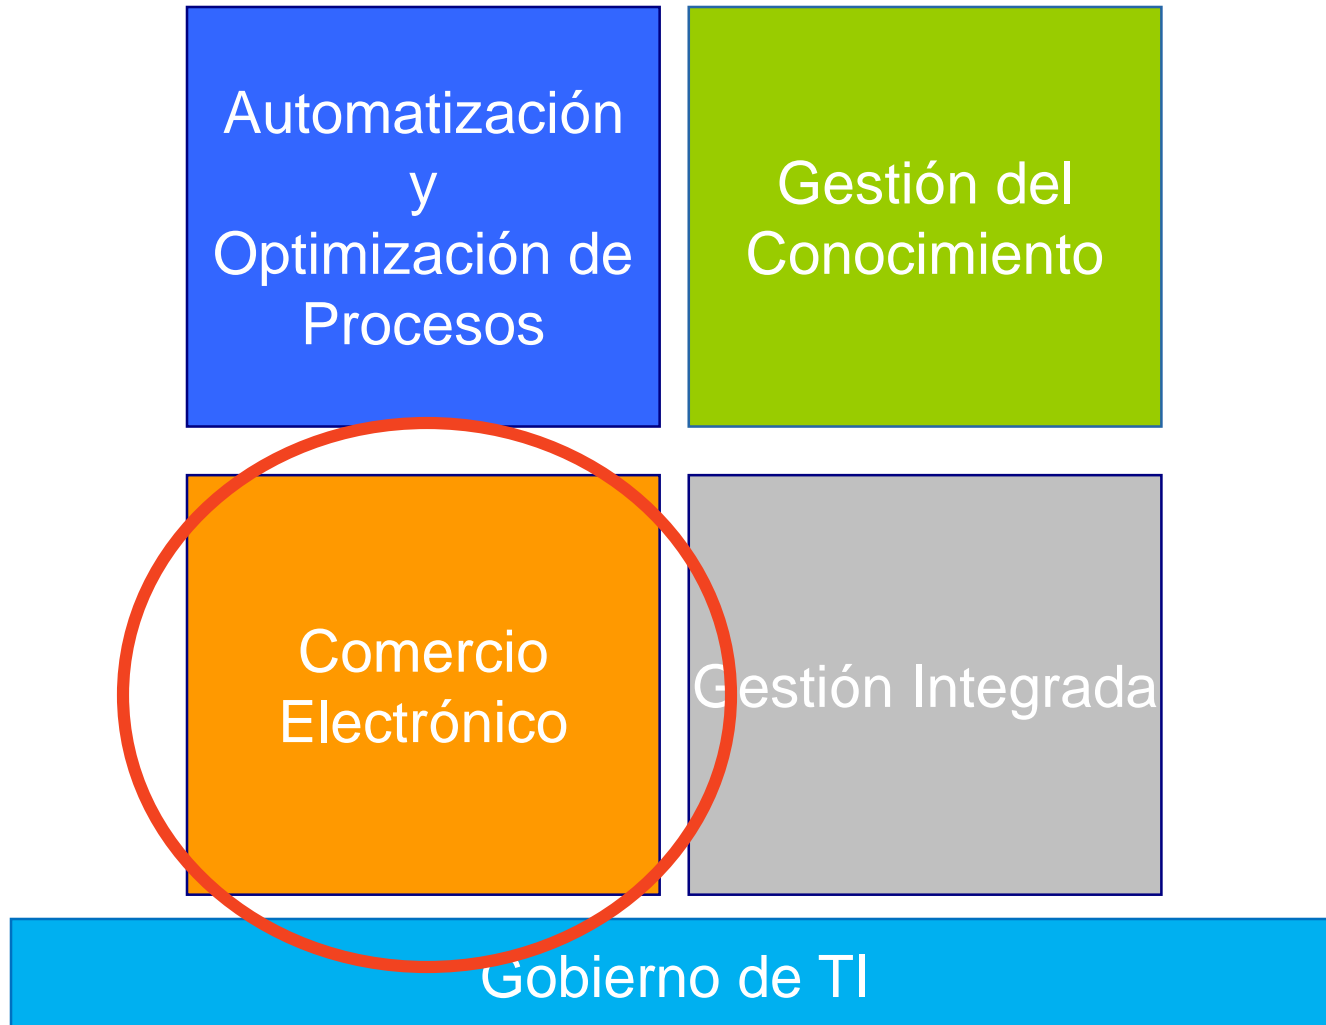 Automatización
y
Optimización de
Procesos
Gestión del
Conocimiento
Comercio
Electrónico
Gestión Integrada
Gobierno de TI